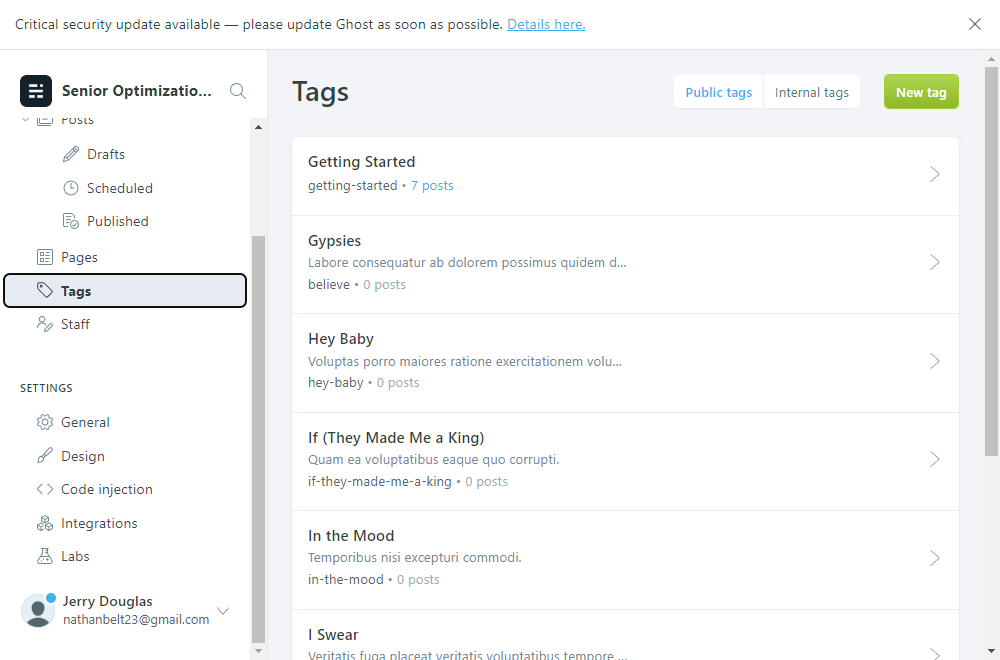 Critical security update available — please update Ghost as soon as possible. Details here.
Senior Optimizatio...
Posts
Drafts
Scheduled
Published
Pages
Tags
Staff
SETTINGS
General
Design
Code injection
Integrations
Labs
Jerry Douglas
nathanbelt23@gmail.com
Tags
Public tags
Internal tags
New tag
Getting Started
getting-started • 7 posts
Gypsies
Labore consequatur ab dolorem possimus quidem d...
believe • 0 posts
Hey Baby
Voluptas porro maiores ratione exercitationem volu...
hey-baby • 0 posts
If (They Made Me a King)
Quam ea voluptatibus eaque quo corrupti.
if-they-made-me-a-king • 0 posts
In the Mood
Temporibus nisi excepturi commodi.
in-the-mood • 0 posts
I Swear
Veritatis fuga placeat veritatis voluptatibus tempore ...